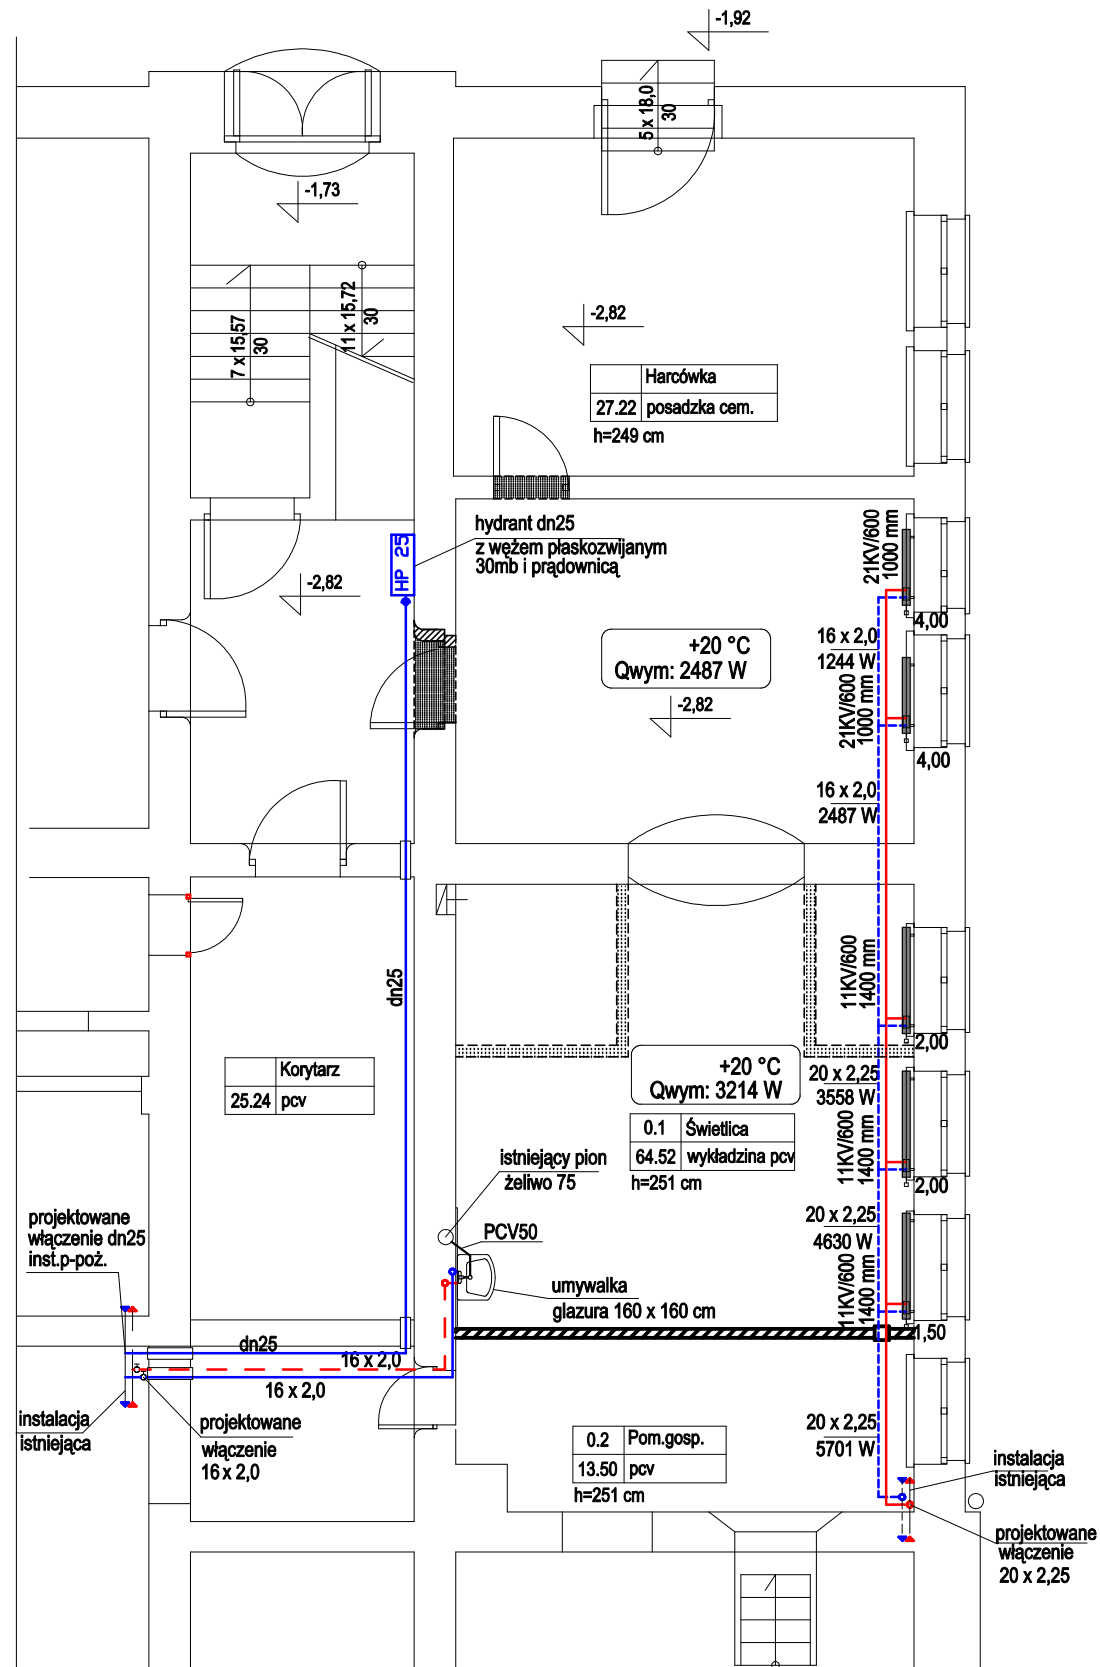 -1,92
5 x 18,0
30
-1,73
7 x 15,57
30
11 x 15,72
30
-2,82
Harcówka
27.22 posadzka cem.
h=249 cm
hydrant dn25
z wężem płaskozwijanym
30mb i prądownicą
HP 25
-2,82
21KV/600
1000 mm
4,00
+20 °C
Qwym: 2487 W
16 x 2,0
1244 W
-2,82
21KV/600
1000 mm
4,00
16 x 2,0
2487 W
dn25
11KV/600
1400 mm
2,00
Korytarz
25.24 pcv
+20 °C
Qwym: 3214 W
20 x 2,25
3558 W
0.1 Świetlica
64.52 wykładzina pcv
h=251 cm
11KV/600
1400 mm
2,00
istniejący pion
żeliwo 75
projektowane
włączenie dn25
inst.p-poż.
PCV50
20 x 2,25
4630 W
umywalka
glazura 160 x 160 cm
11KV/600
1400 mm
1,50
dn25
16 x 2,0
16 x 2,0
instalacja
istniejąca
projektowane
włączenie
16 x 2,0
20 x 2,25
5701 W
0.2 Pom.gosp.
13.50 pcv
h=251 cm
instalacja
istniejąca
projektowane
włączenie
20 x 2,25